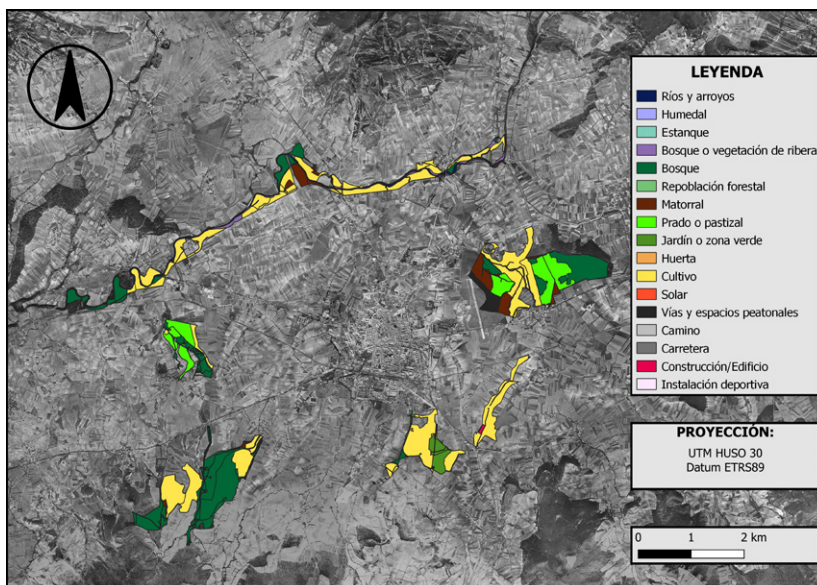 LEYENDA
Ríos y arroyos
Humedal
Estanque
Bosque o vegetación de ribera
Bosque
Repoblación forestal
Matorral
Prado o pastizal
Jardín o zona verde
Huerta
Cultivo
Solar
Vías y espacios peatonales
Camino
Carretera
Construcción/Edificio
Instalación deportiva
PROYECCIÓN:
UTM HUSO 30
Datum ETRS89
0 1 2 km